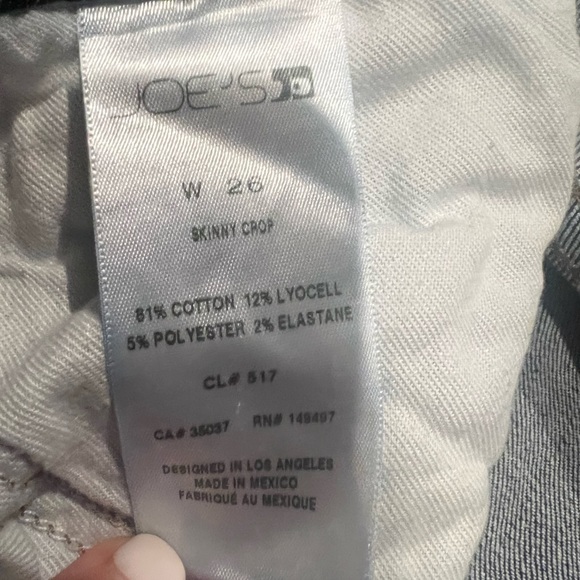 JOE'S
W 26
SKINNY CROP
81% COTTON 12% LYOCELL
5% POLYESTER 2% ELASTANE
CL# 517
CA# 35037 RN# 149497
DESIGNED IN LOS ANGELES
MADE IN MEXICO
FABRIQUÉ AU MEXIQUE